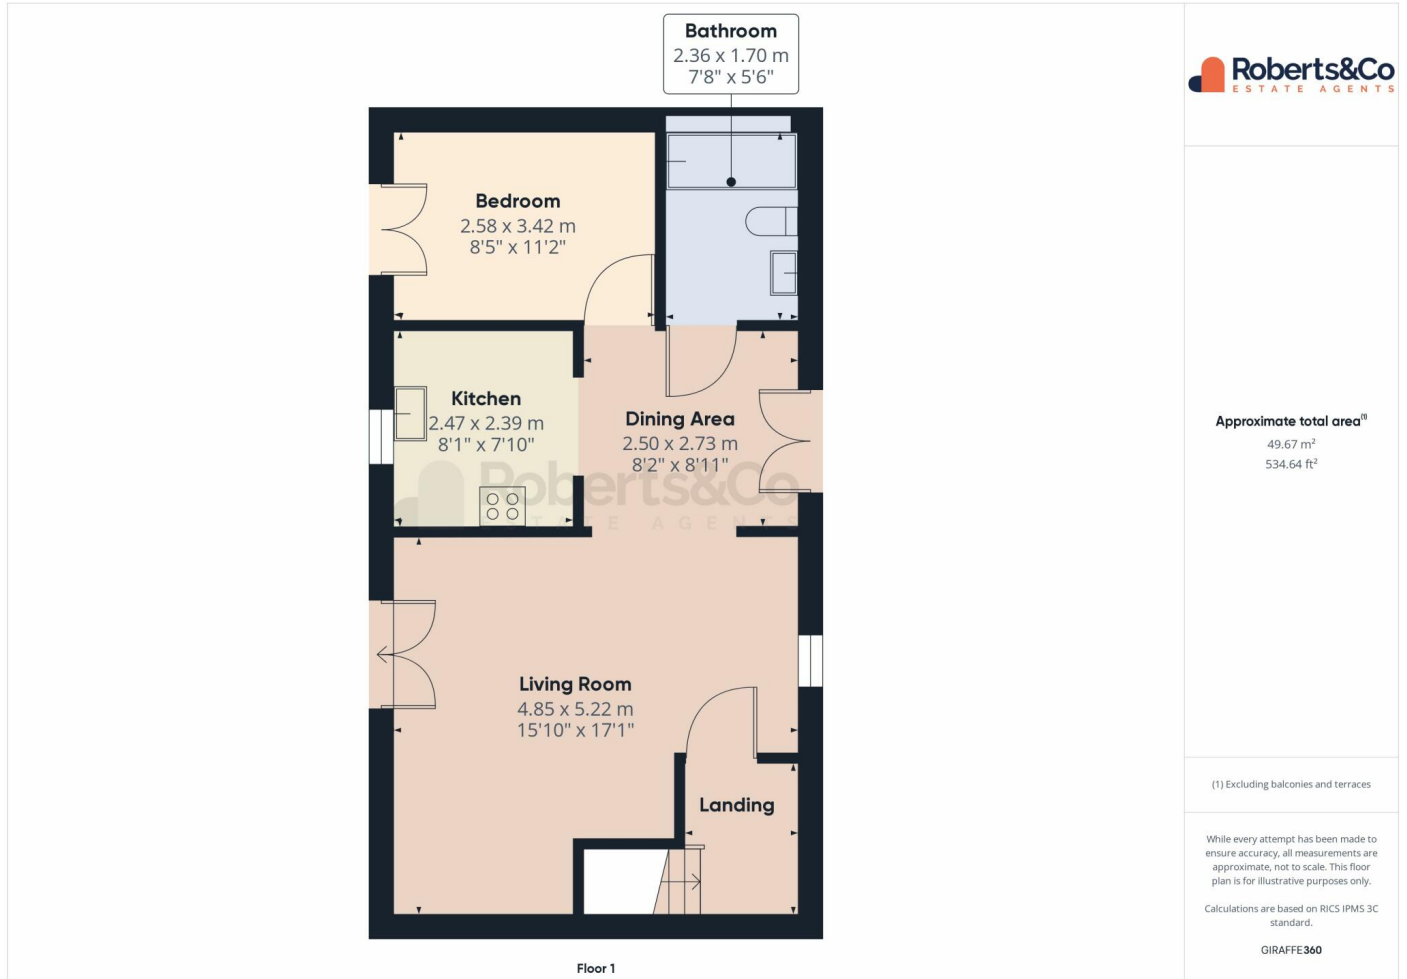 Bathroom
2.36 x 1.70 m
7'8" x 5'6"
Bedroom
2.58 x 3.42 m
8'5" x 11'2"
Kitchen
2.47 x 2.39 m
8'1" x 7'10"
Dining Area
2.50 x 2.73 m
8'2" x 8'11"
Roberts&Co
ESTATE AGENTS
Living Room
4.85 x 5.22 m
15'10" x 17'1"
Landing
Floor 1
Roberts&Co
ESTATE AGENTS
Approximate total area(1)
49.67 m²
534.64 ft²
(1) Excluding balconies and terraces
While every attempt has been made to
ensure accuracy, all measurements are
approximate, not to scale. This floor
plan is for illustrative purposes only.
Calculations are based on RICS IPMS 3C
standard.
GIRAFFE360